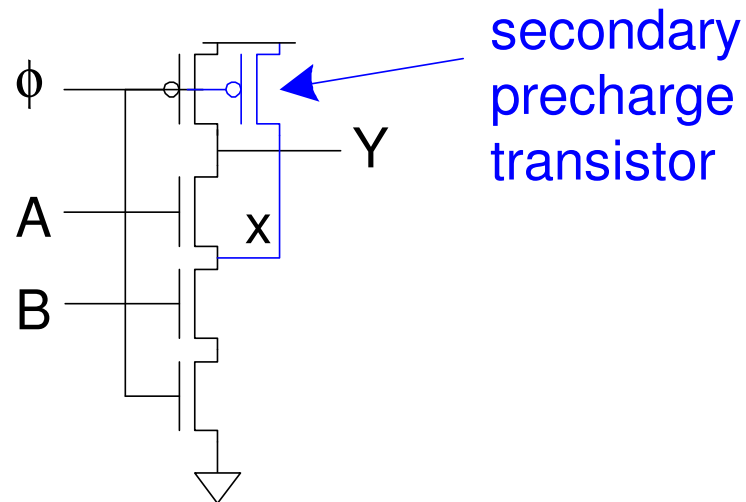 secondary
precharge
transistor
ϕ
Y
A
x
B